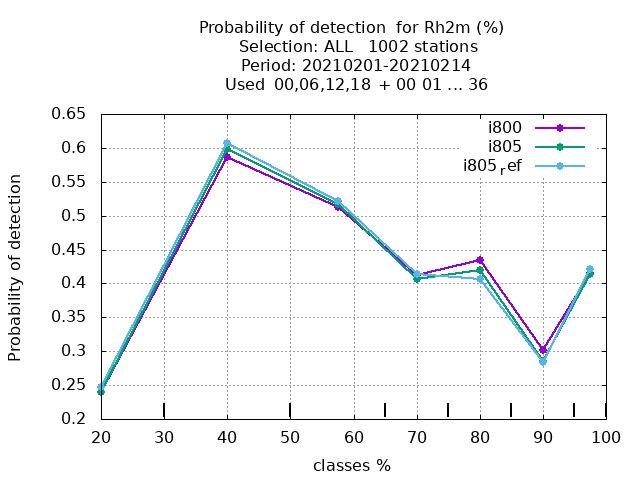 Probability of detection  for Rh2m (%)
Selection: ALL   1002 stations
Period: 20210201-20210214
Used  00,06,12,18  + 00 01 ... 36
0.65
0.6
0.55
0.5
0.45
0.4
0.35
0.3
0.25
0.2
Probability of detection
i800
i805
i805ref
20 30 40 50 60 70 80 90 100
classes %